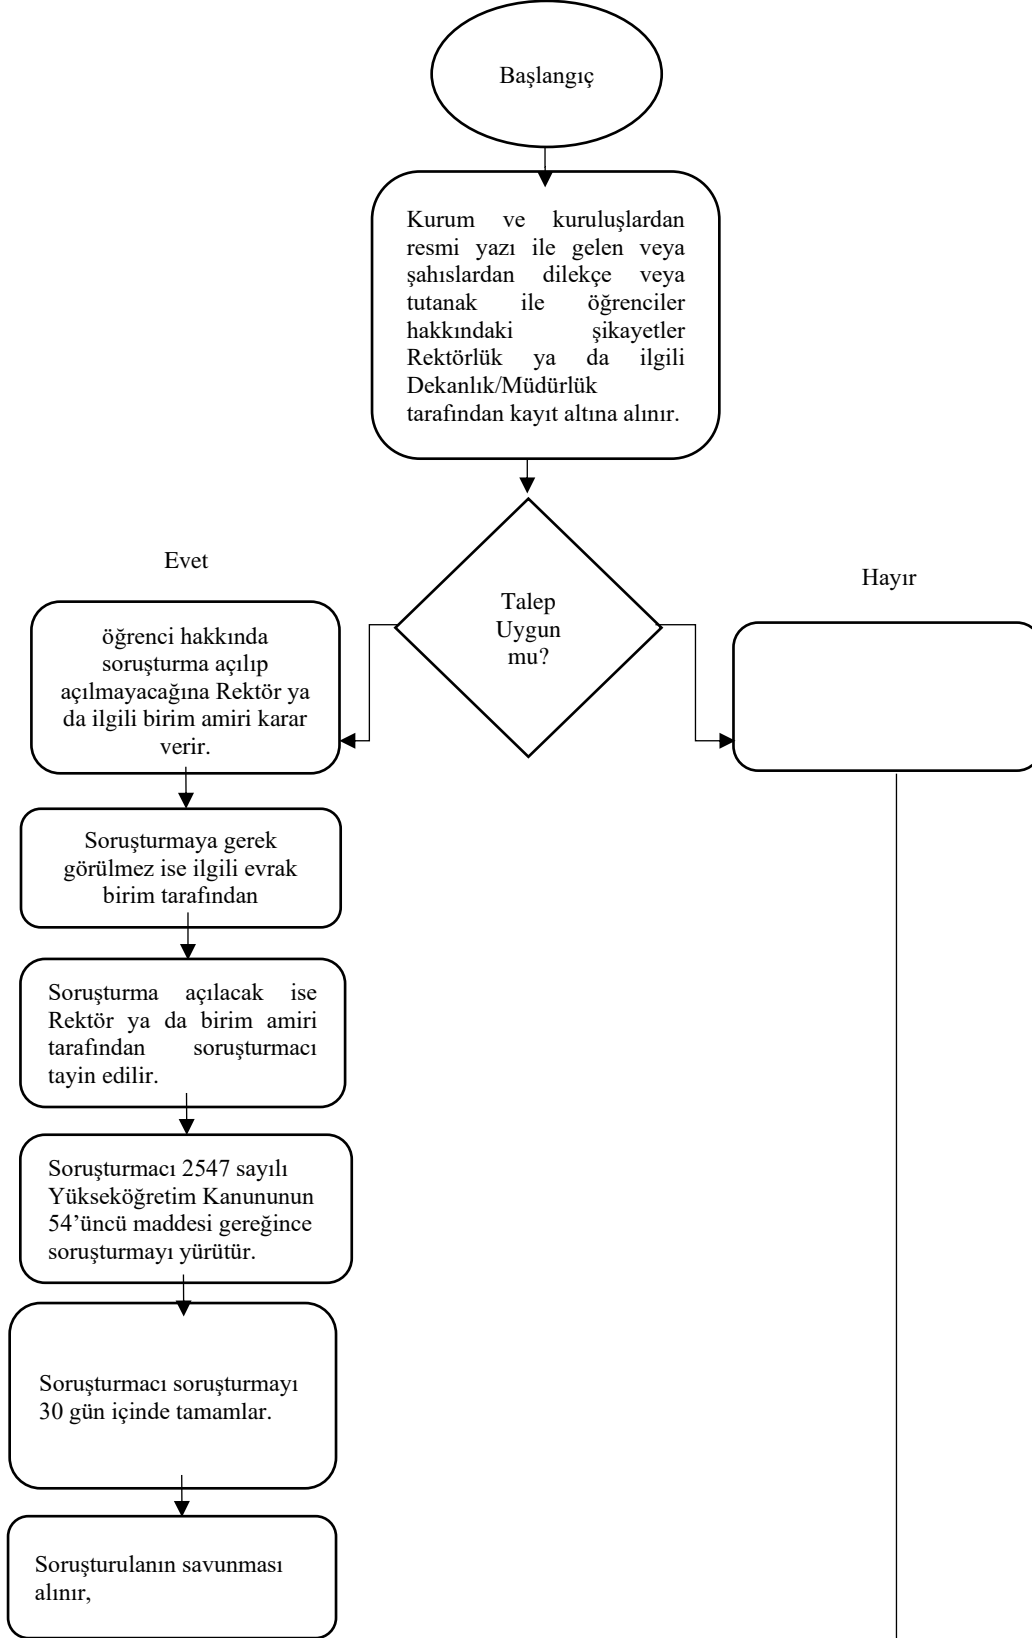 Başlangıç
Kurum ve kuruluşlardan
resmi yazı ile gelen veya
şahıslardan dilekçe veya
tutanak ile öğrenciler
hakkındaki şikayetler
Rektörlük ya da ilgili
Dekanlık/Müdürlük
tarafından kayıt altına alınır.
Talep
Uygun
mu?
Evet
Hayır
öğrenci hakkında
soruşturma açılıp
açılmayacağına Rektör ya
da ilgili birim amiri karar
verir.
Soruşturmaya gerek
görülmez ise ilgili evrak
birim tarafından
Soruşturma açılacak ise
Rektör ya da birim amiri
tarafından soruşturmacı
tayin edilir.
Soruşturmacı 2547 sayılı
Yükseköğretim Kanununun
54’üncü maddesi gereğince
soruşturmayı yürütür.
Soruşturmacı soruşturmayı
30 gün içinde tamamlar.
Soruşturulanın savunması
alınır,